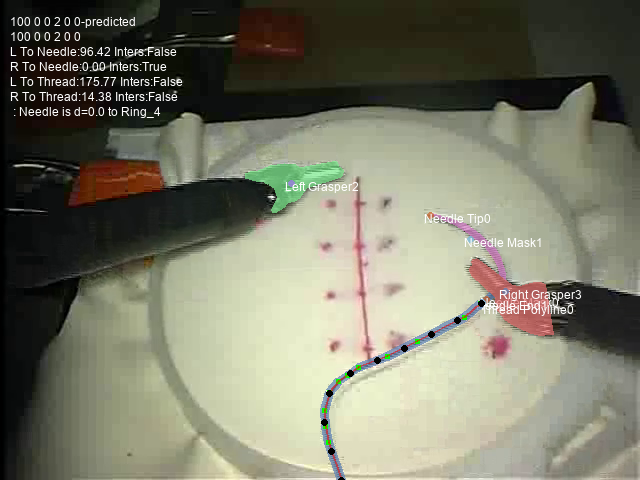 100 0 0 2 0 0-predicted
100 0 0 2 0 0
L To Needle:96.42 Inters:False
R To Needle:0.00 Inters:True
L To Thread:175.77 Inters:False
R To Thread:14.38 Inters:False
: Needle is d=0.0 to Ring_4
Left Grasper2
Needle Tip0
Needle Mask1
Right Grasper3
Thread Polyline0